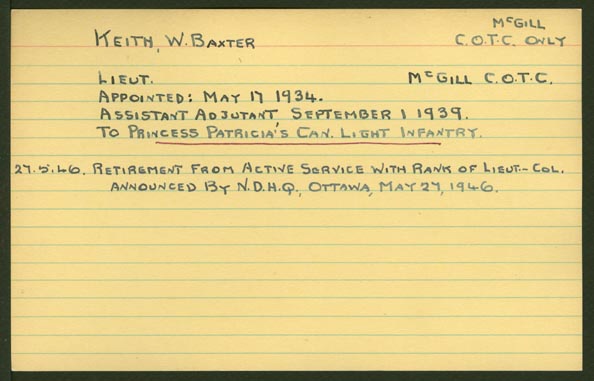 McGILL
KEITH, W. BAXTER C.O.T.C. ONLY
LIEUT. McGILL C.O.T.C.
APPOINTED: MAY 17 1934.
ASSISTANT ADJUTANT, SEPTEMBER 1 1939.
TO PRINCESS PATRICIA'S CAN. LIGHT INFANTRY.
27.5.46. RETIREMENT FROM ACTIVE SERVICE WITH RANK OF LIEUT.-COL.
ANNOUNCED BY N.D.H.Q., OTTAWA, MAY 27, 1946.